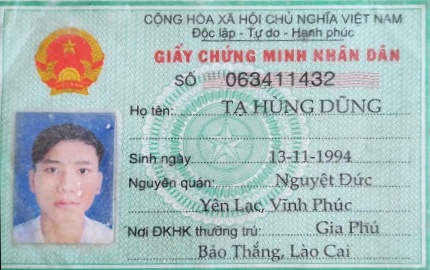 CỘNG HÒA XÃ HỘI CHỦ NGHĨA VIỆT NAM
Độc lập - Tự do - Hạnh phúc
GIẤY CHỨNG MINH NHÂN DÂN
SỐ 063411432
Họ tên: TẠ HÙNG DŨNG
Sinh ngày 13-11-1994
Nguyên quán: Nguyệt Đức
Yên Lạc, Vĩnh Phúc
Nơi ĐKHK thường trú: Gia Phú
Bảo Thắng, Lào Cai